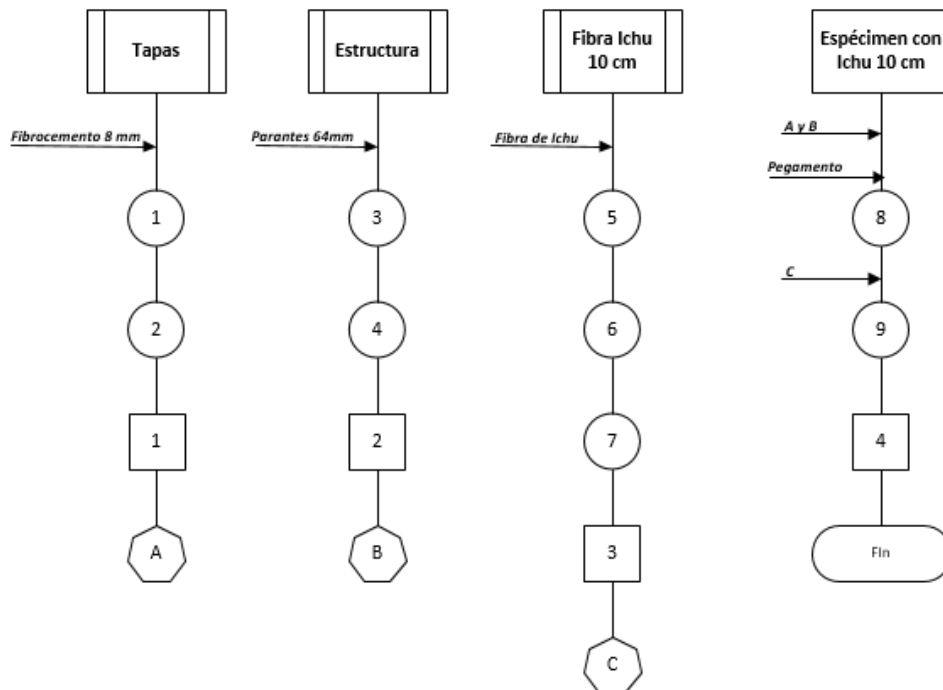 Tapas
Fibrocemento 8 mm
1
2
1
A
Estructura
Parantes 64mm
3
4
2
B
Fibra Ichu
10 cm
Fibra de Ichu
5
6
7
3
C
Espécimen con
Ichu 10 cm
A y B
Pegamento
8
C
9
4
FIn